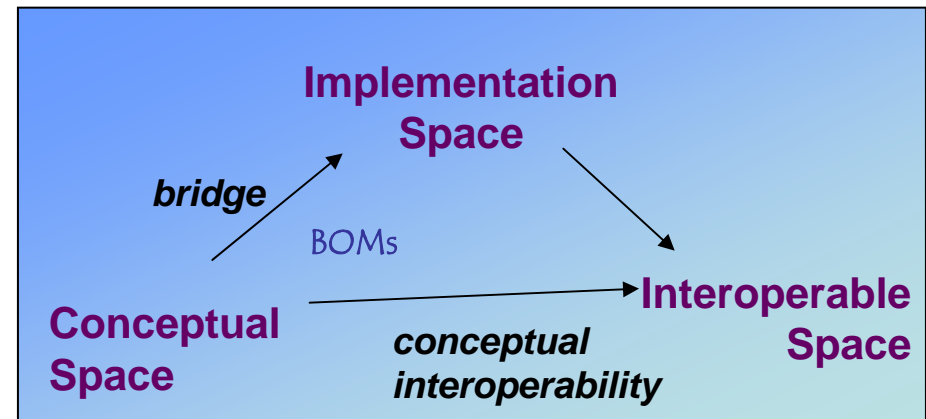 Implementation
Space
bridge
BOMs
Conceptual
Space
Interoperable
Space
conceptual
interoperability